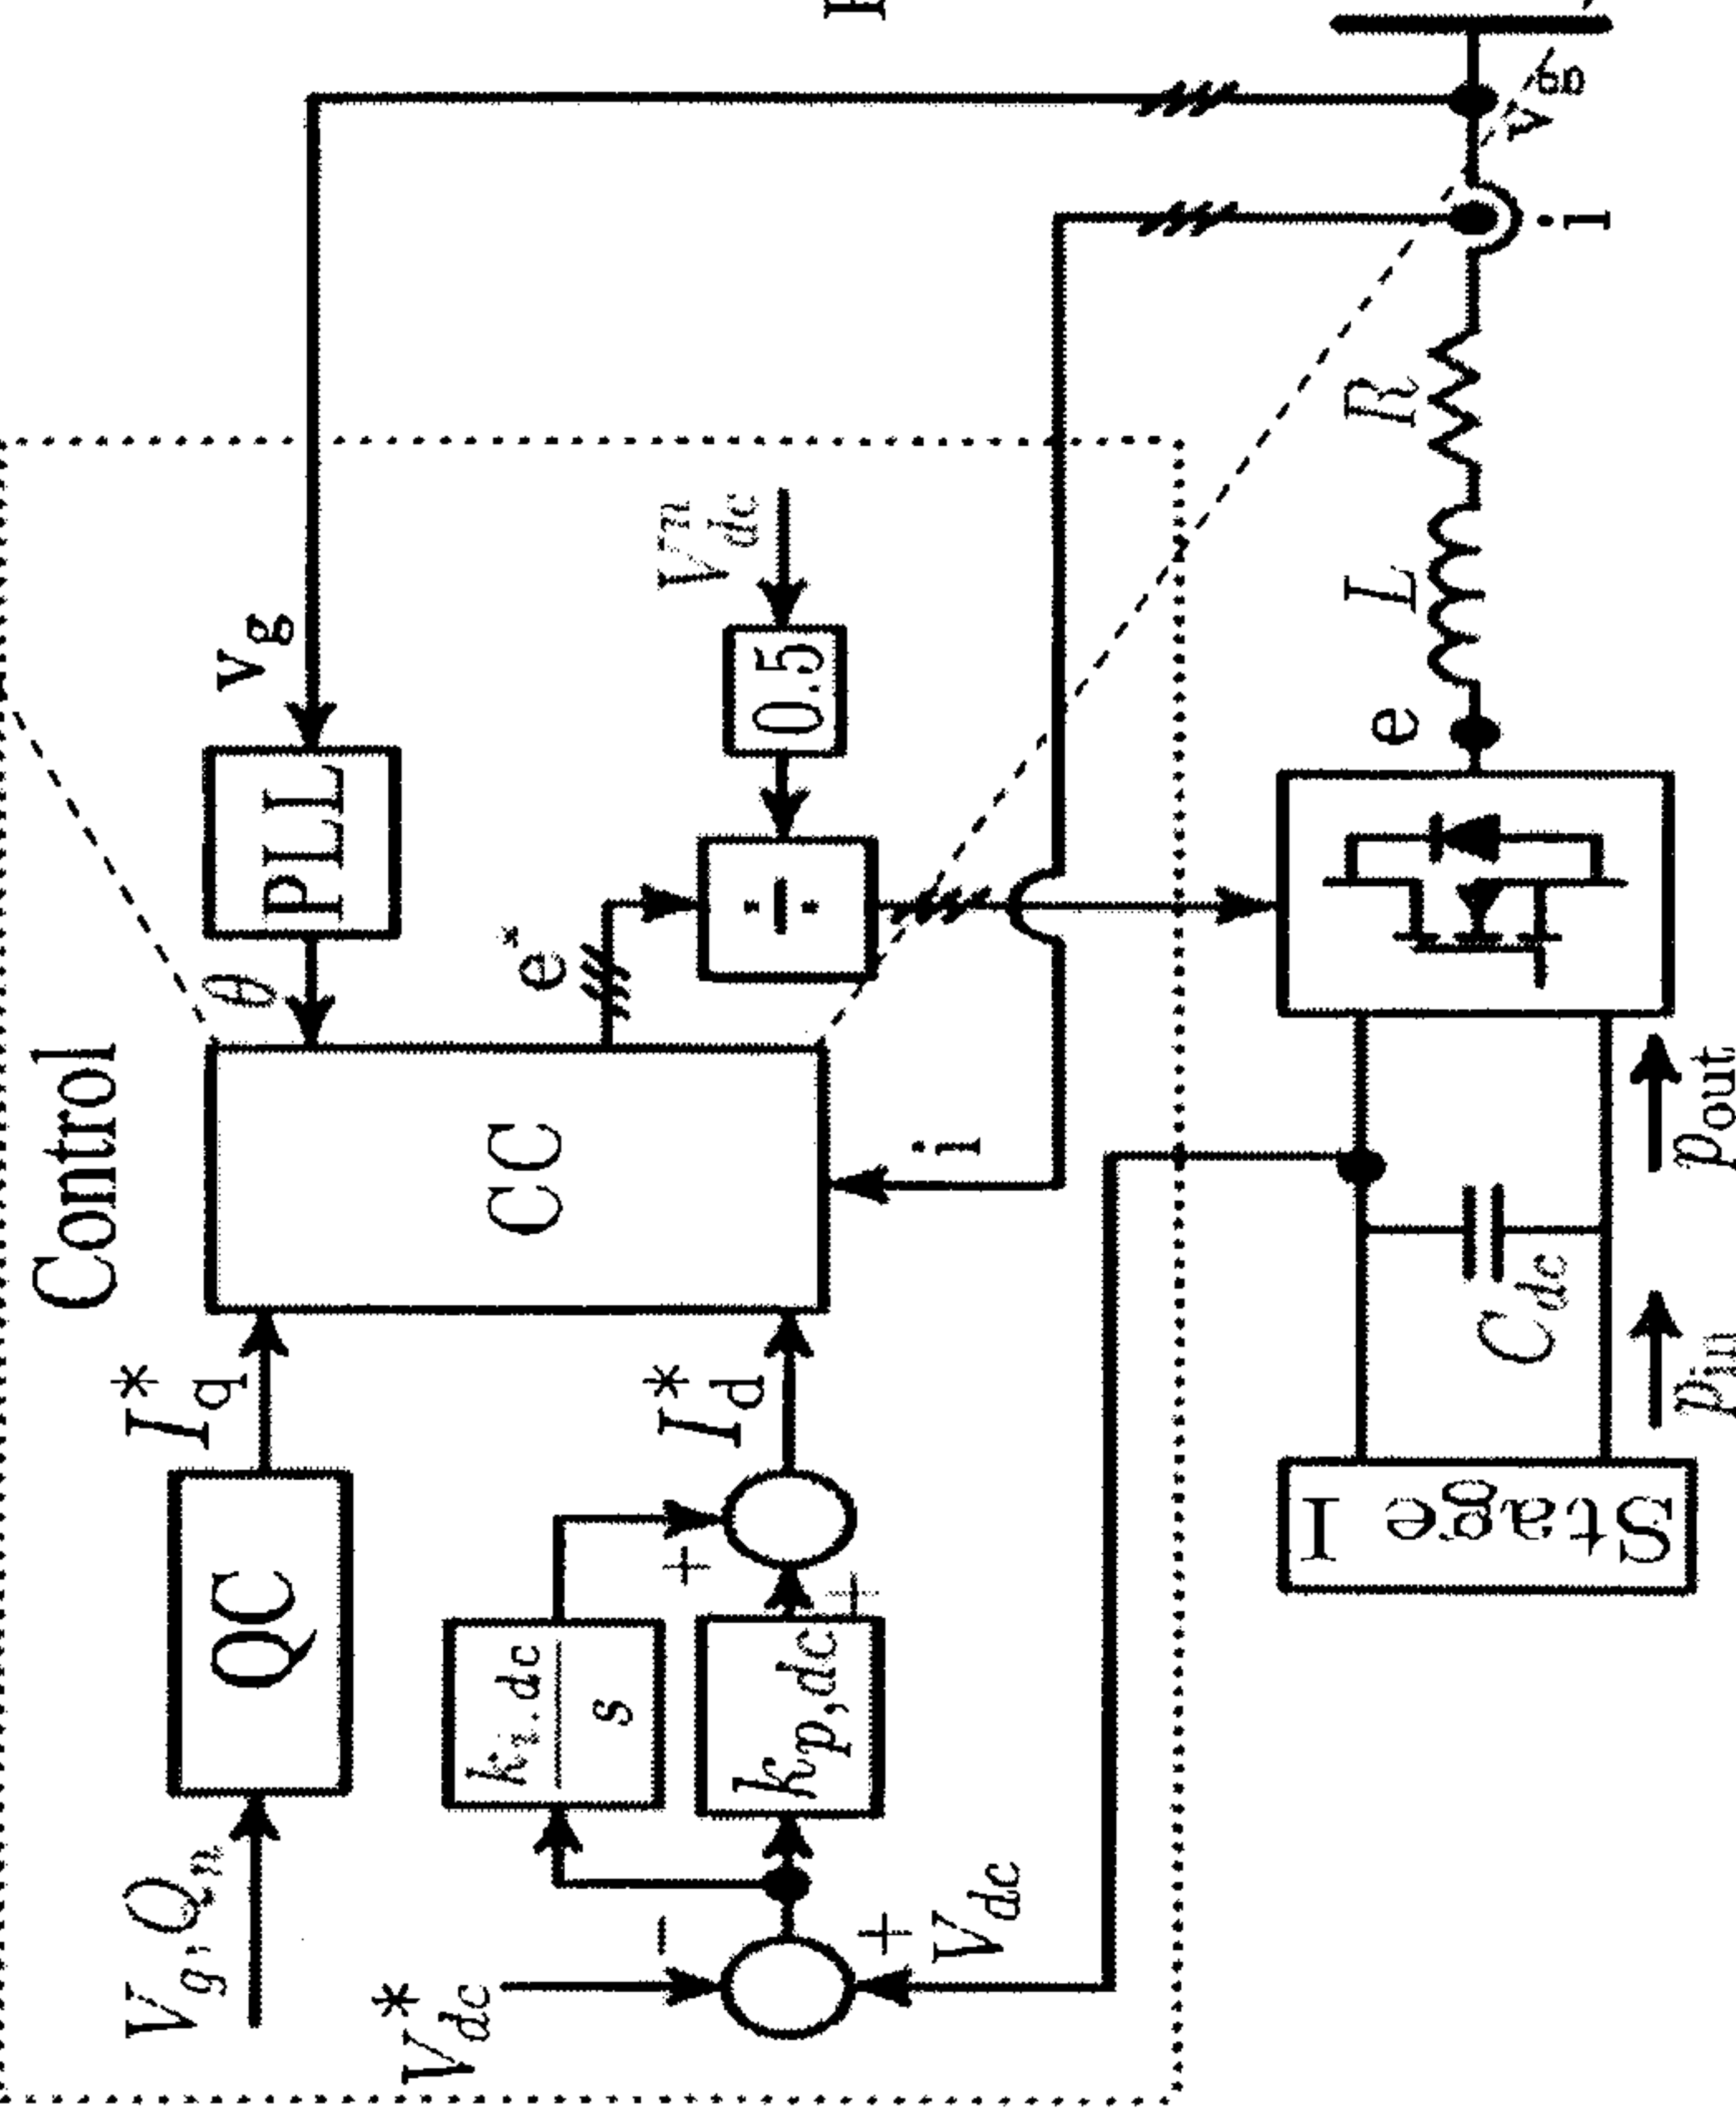 Control
V_g, Q_n
QC
I_q^*
θ
PLL
v_g
V_dc^*
−
+
V_dc
k_i,dc
s
k_p,dc
+
+
I_d^*
CC
e^*
i
÷
0.5
V_dc^n
Stage I
C_dc
p_in
p_out
e
L
R
i
v_g